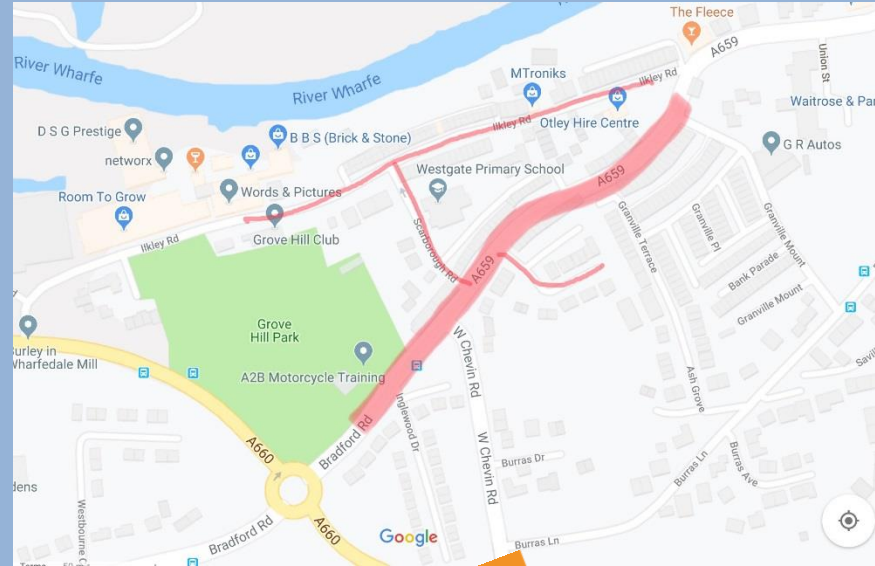 The Fleece
A659
Union St
River Wharfe
River Wharfe
MTroniks
Ilkley Rd
Waitrose & Pa
D S G Prestige
B B S (Brick & Stone)
Ilkley Rd
Otley Hire Centre
G R Autos
networx
Westgate Primary School
A659
Room To Grow
Words & Pictures
Scarborough Rd
Granville Terrace
Granville Pl
Granville Mount
Ilkley Rd
Grove Hill Club
A659
Bank Parade
Granville Mount
Grove
Hill Park
W Chevin Rd
Burley in
Wharfedale Mill
A2B Motorcycle Training
Ash Grove
Savil
Inglewood Dr
A660
Bradford Rd
W Chevin Rd
Burras Dr
Burras Ln
Burras Ave
dens
Westbourne
Bradford Rd
A660
Google
Burras Ln